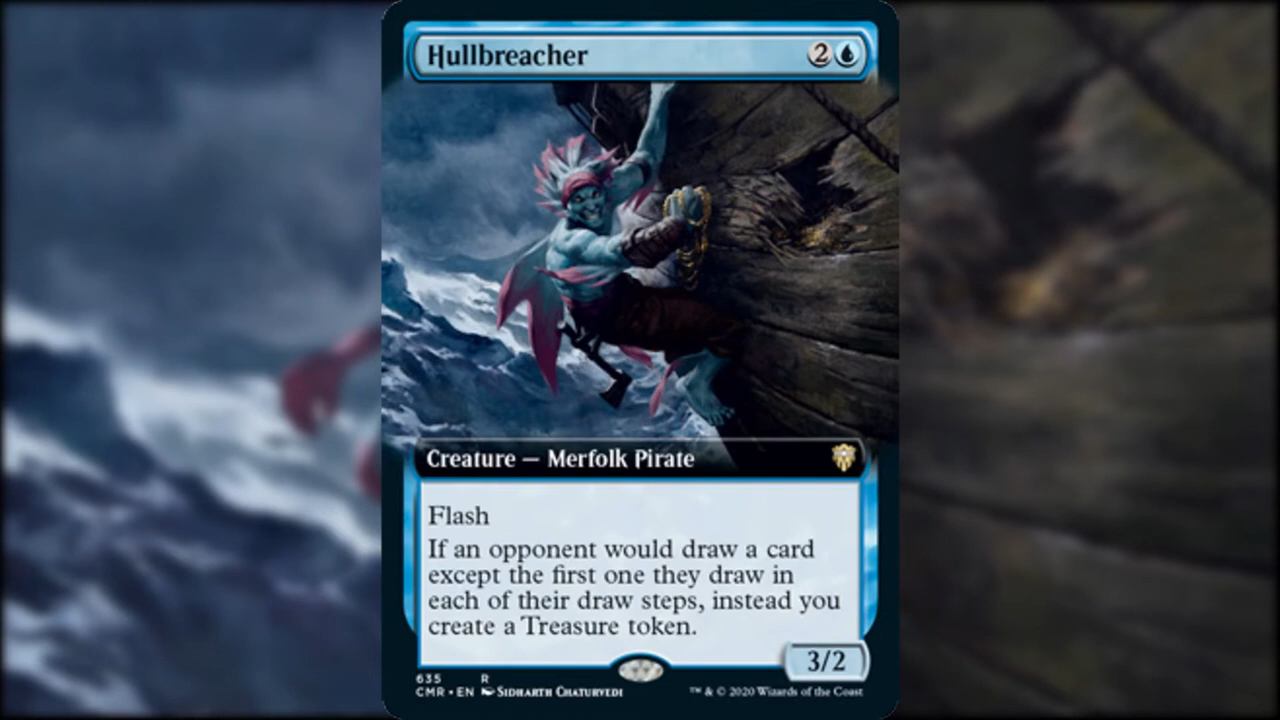 Hullbreacher 2
Creature — Merfolk Pirate
Flash
If an opponent would draw a card
except the first one they draw in
each of their draw steps, instead you
create a Treasure token.
3/2
635 R
CMR • EN Sidharth Chaturvedi
™ & © 2020 Wizards of the Coast